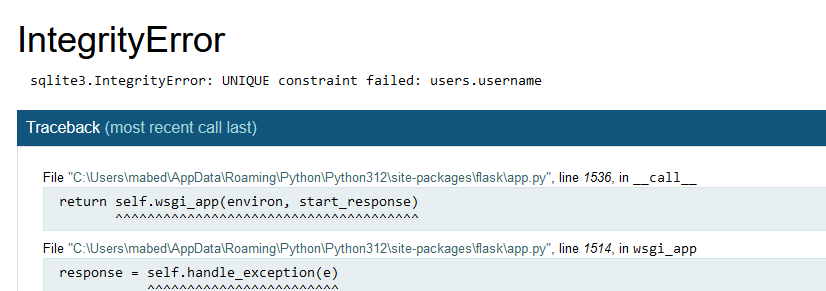 IntegrityError
sqlite3.IntegrityError: UNIQUE constraint failed: users.username
Traceback (most recent call last)
File "C:\Users\mabed\AppData\Roaming\Python\Python312\site-packages\flask\app.py", line 1536, in __call__
return self.wsgi_app(environ, start_response)
^^^^^^^^^^^^^^^^^^^^^^^^^^^^^^^^^^^^^^
File "C:\Users\mabed\AppData\Roaming\Python\Python312\site-packages\flask\app.py", line 1514, in wsgi_app
response = self.handle_exception(e)
^^^^^^^^^^^^^^^^^^^^^^^^